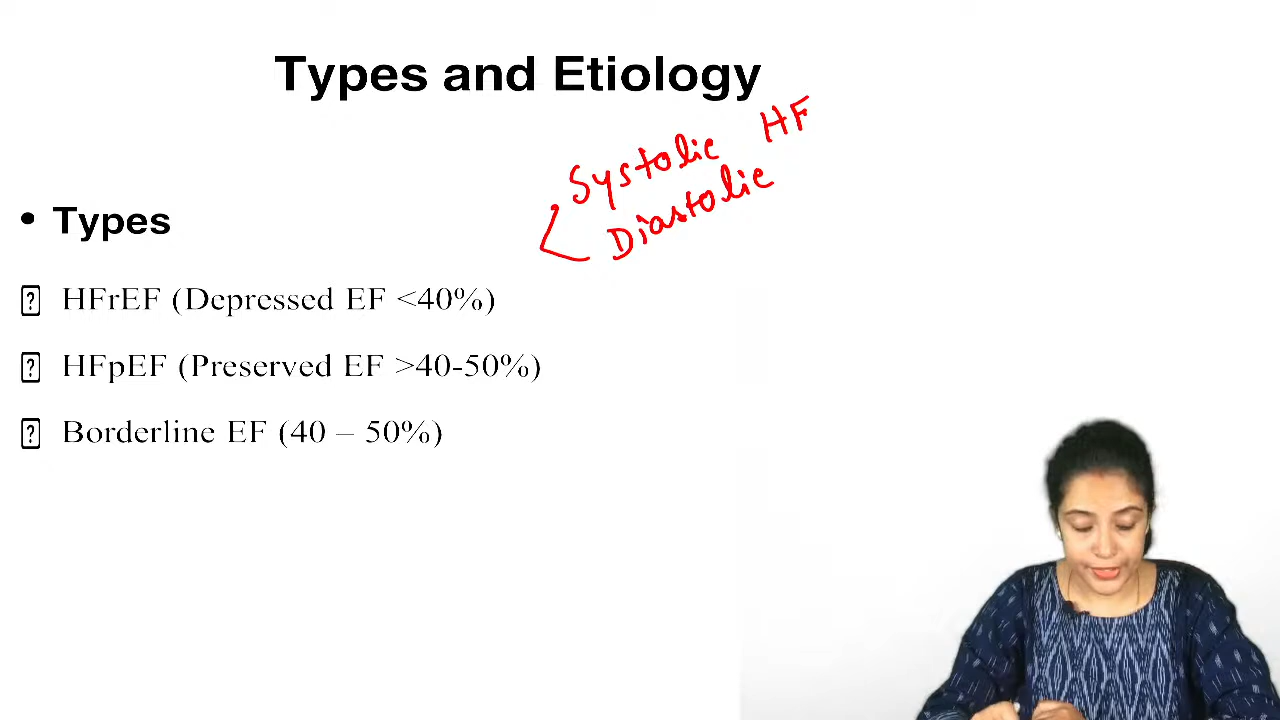 Types and Etiology
Systolic HF
Diastolic
• Types
HFrEF (Depressed EF <40%)
HFpEF (Preserved EF >40-50%)
Borderline EF (40 – 50%)